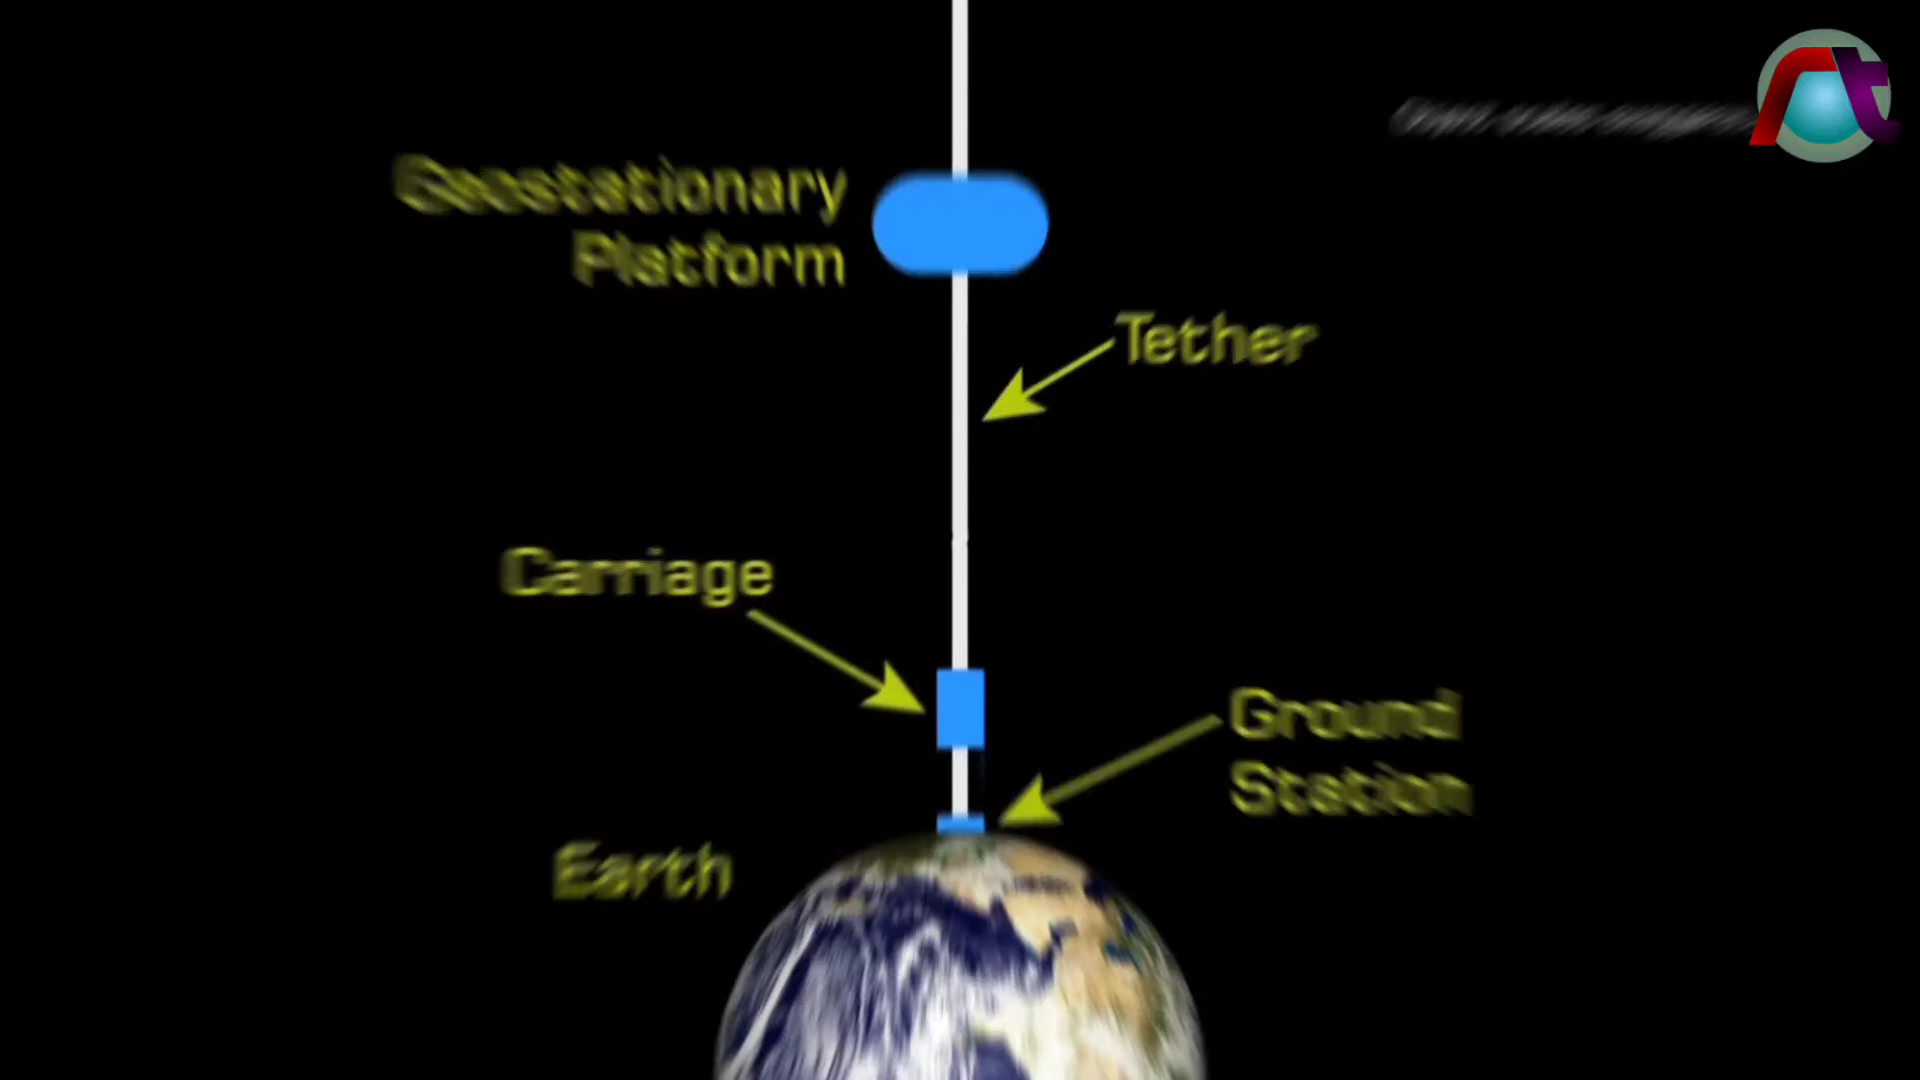 Geostationary
Platform
Tether
Carriage
Ground
Station
Earth